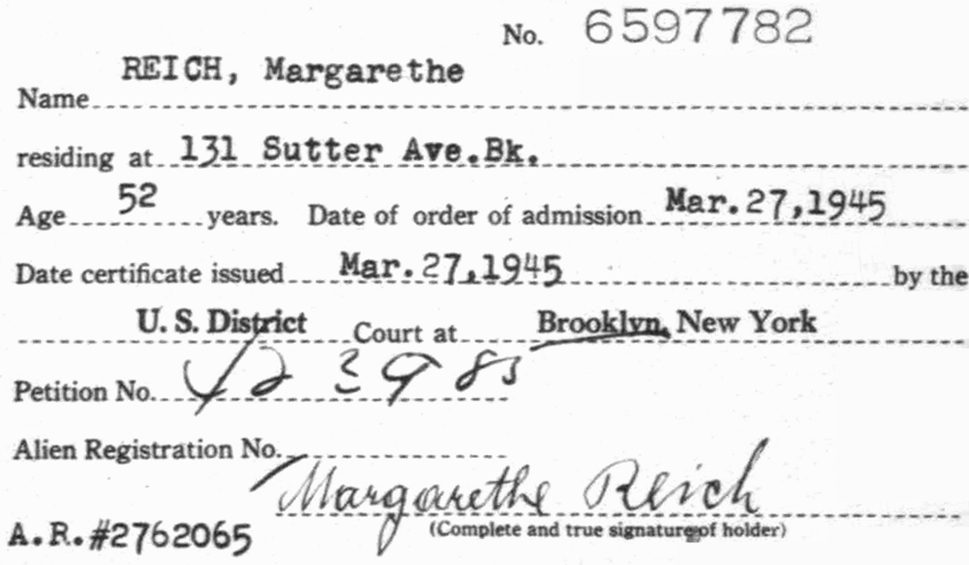 No. 6597782
REICH, Margarethe
Name
residing at 131 Sutter Ave.Bk.
Age 52 years. Date of order of admission Mar.27,1945
Date certificate issued Mar.27,1945 by the
U. S. District Court at Brooklyn, New York
Petition No. 423985
Alien Registration No.
Margarethe Reich
A.R.#2762065 (Complete and true signature of holder)